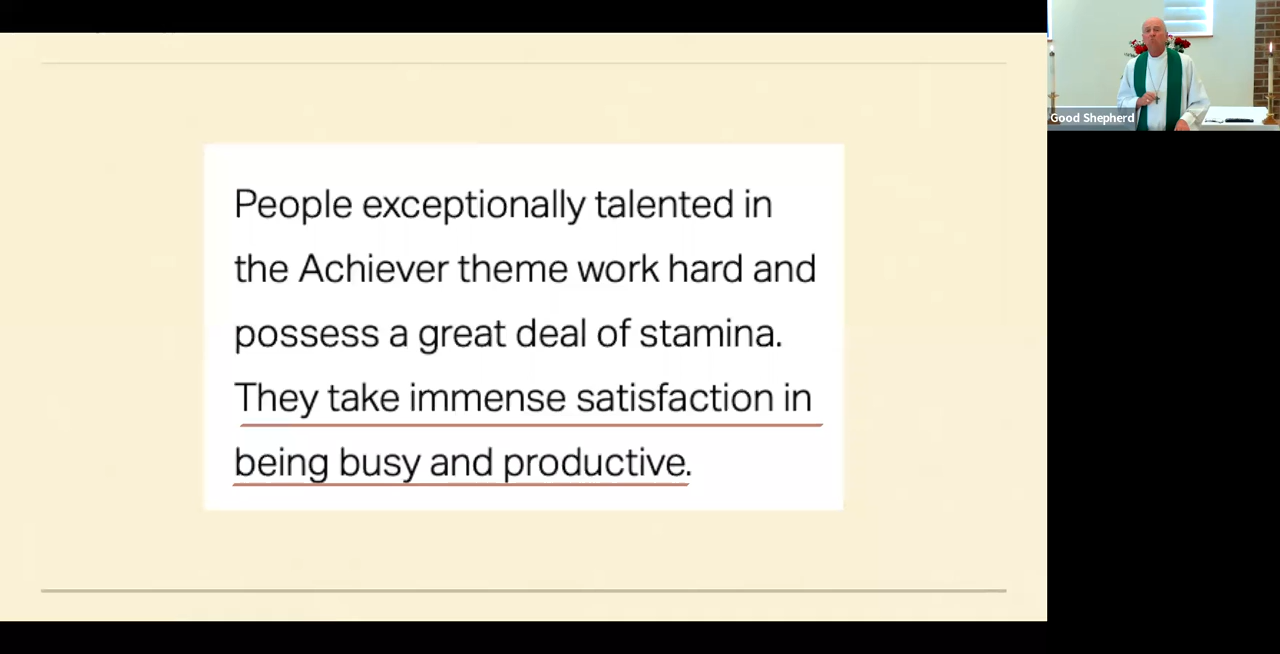 People exceptionally talented in
the Achiever theme work hard and
possess a great deal of stamina.
They take immense satisfaction in
being busy and productive.
Good Shepherd